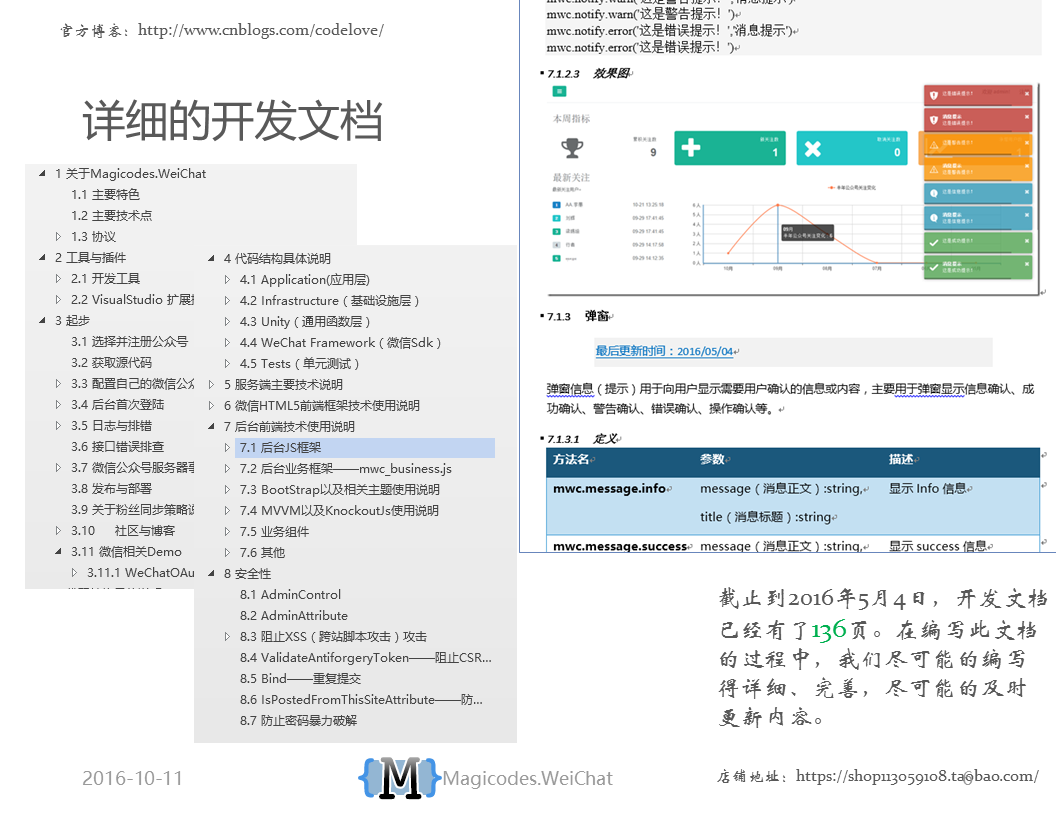 官方博客：http://www.cnblogs.com/codelove/
详细的开发文档
1 关于Magicodes.WeiChat
1.1 主要特色
1.2 主要技术点
1.3 协议
2 工具与插件
2.1 开发工具
2.2 VisualStudio 扩展
3 起步
3.1 选择并注册公众号
3.2 获取源代码
3.3 配置自己的微信公
3.4 后台首次登陆
3.5 日志与排错
3.6 接口错误排查
3.7 微信公众号服务器
3.8 发布与部署
3.9 关于粉丝同步策略
3.10 社区与博客
3.11 微信相关Demo
3.11.1 WeChatOAu
4 代码结构具体说明
4.1 Application(应用层)
4.2 Infrastructure（基础设施层）
4.3 Unity（通用函数层）
4.4 WeChat Framework（微信Sdk）
4.5 Tests（单元测试）
5 服务端主要技术说明
6 微信HTML5前端框架技术使用说明
7 后台前端技术使用说明
7.1 后台JS框架
7.2 后台业务框架——mwc_business.js
7.3 BootStrap以及相关主题使用说明
7.4 MVVM以及KnockoutJs使用说明
7.5 业务组件
7.6 其他
8 安全性
8.1 AdminControl
8.2 AdminAttribute
8.3 阻止XSS（跨站脚本攻击）攻击
8.4 ValidateAntiforgeryToken——阻止CSR...
8.5 Bind——重复提交
8.6 IsPostedFromThisSiteAttribute——防...
8.7 防止密码暴力破解
mwc.notify.warn('这是警告提示！','消息提示')
mwc.notify.warn('这是警告提示！')
mwc.notify.error('这是错误提示！','消息提示')
mwc.notify.error('这是错误提示！')
7.1.2.3 效果图
本周指标
9
1
0
最新关注
10-21 13:25:18
09-29 17:41:45
09-29 17:41:45
09-29 14:17:58
09-29 14:12:35
7.1.3 弹窗
最后更新时间：2016/05/04
弹窗信息（提示）用于向用户显示需要用户确认的信息或内容，主要用于弹窗显示信息确认、成
功确认、警告确认、错误确认、操作确认等。
7.1.3.1 定义
方法名 参数 描述
mwc.message.info message（消息正文）:string, 显示 Info 信息
title（消息标题）:string
mwc.message.success message（消息正文）:string, 显示 success 信息
截止到2016年5月4日，开发文档
已经有了136页。在编写此文档
的过程中，我们尽可能的编写
得详细、完善，尽可能的及时
更新内容。
2016-10-11
{M}Magicodes.WeiChat
店铺地址：https://shop113059108.taobao.com/
6